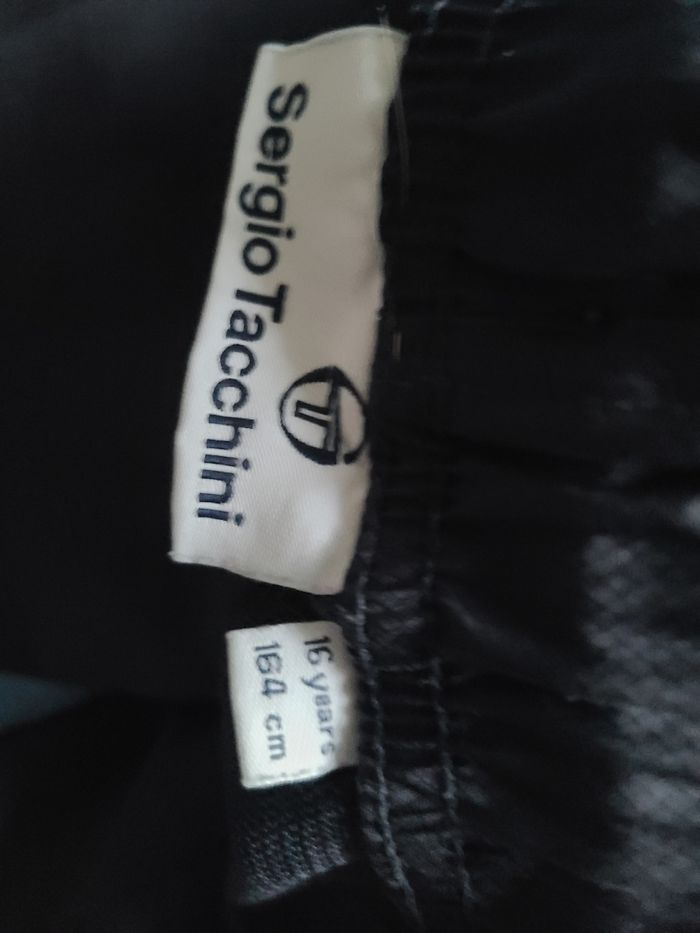 Sergio Tacchini
16 years
164 cm